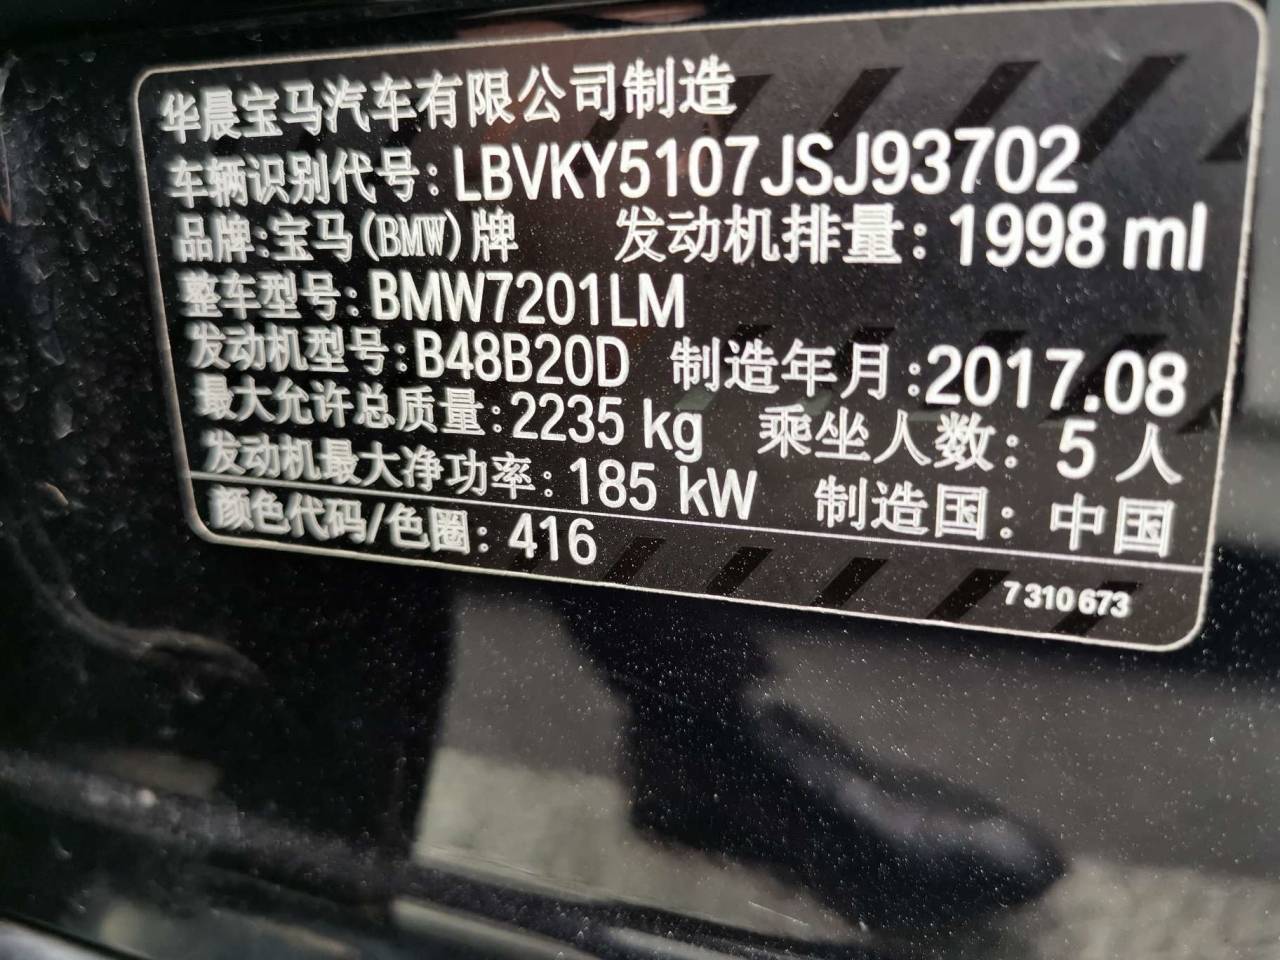 华晨宝马汽车有限公司制造
车辆识别代号:LBVKY5107JSJ93702
品牌:宝马(BMW)牌 发动机排量:1998 ml
整车型号:BMW7201LM
发动机型号:B48B20D 制造年月:2017.08
最大允许总质量:2235 kg 乘坐人数:5 人
发动机最大净功率:185 kW 制造国:中国
颜色代码/色圈:416
7 310 673